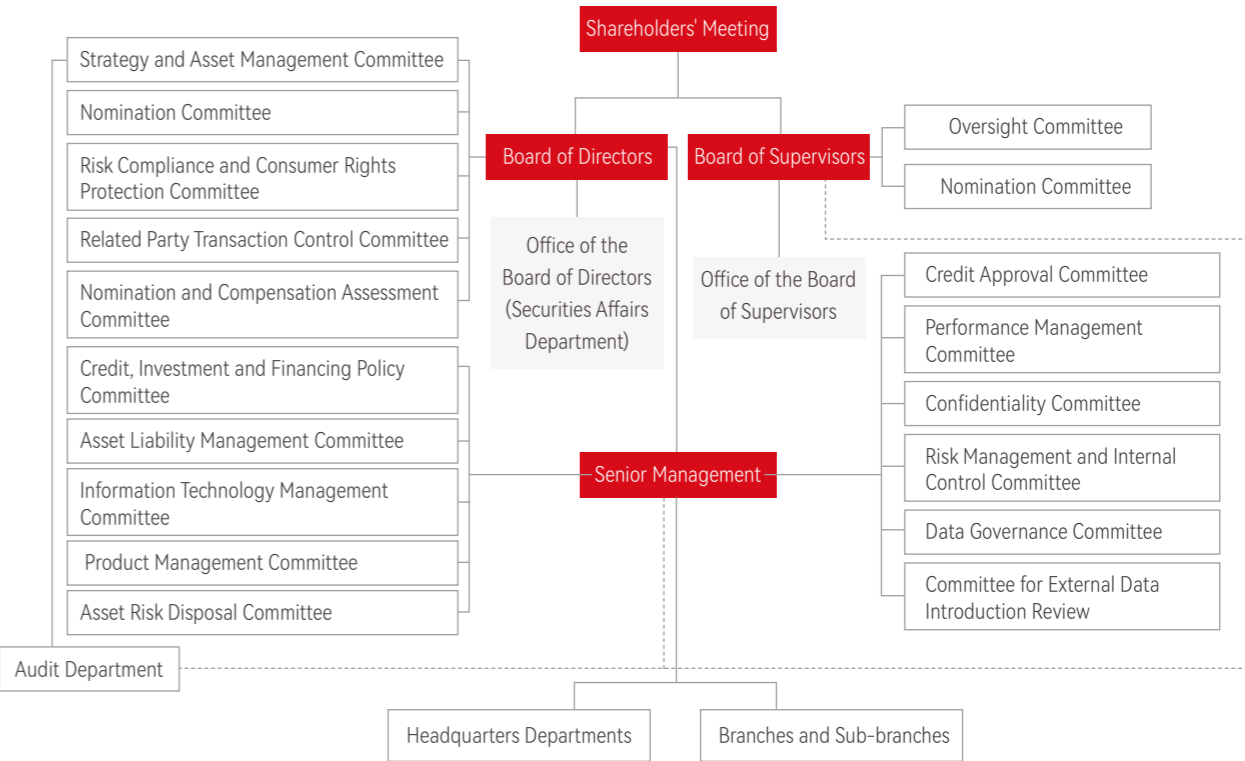 Shareholders' Meeting
Strategy and Asset Management Committee
Nomination Committee
Risk Compliance and Consumer Rights
Protection Committee
Related Party Transaction Control Committee
Nomination and Compensation Assessment
Committee
Board of Directors
Board of Supervisors
Oversight Committee
Nomination Committee
Office of the
Board of Directors
(Securities Affairs
Department)
Office of the Board
of Supervisors
Credit, Investment and Financing Policy
Committee
Asset Liability Management Committee
Information Technology Management
Committee
Product Management Committee
Asset Risk Disposal Committee
Senior Management
Credit Approval Committee
Performance Management
Committee
Confidentiality Committee
Risk Management and Internal
Control Committee
Data Governance Committee
Committee for External Data
Introduction Review
Audit Department
Headquarters Departments
Branches and Sub-branches